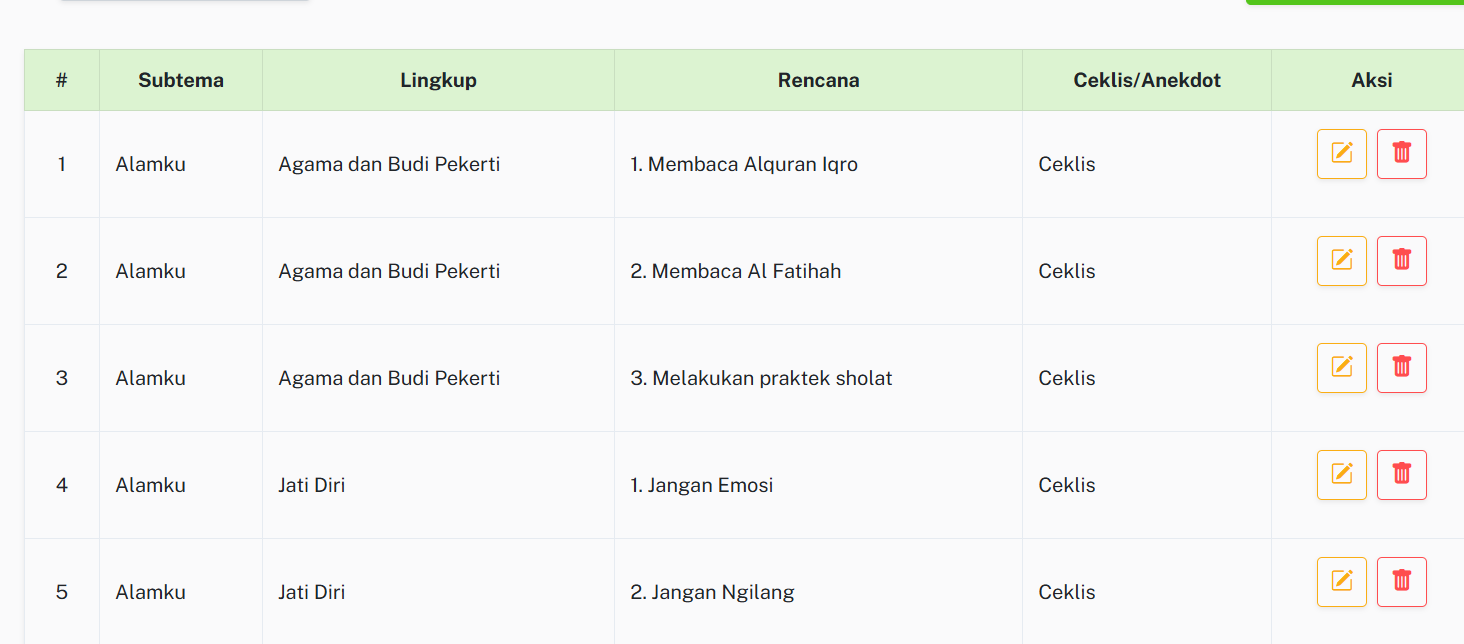 # Subtema Lingkup Rencana Ceklis/Anekdot Aksi
1 Alamku Agama dan Budi Pekerti 1. Membaca Alquran Iqro Ceklis
2 Alamku Agama dan Budi Pekerti 2. Membaca Al Fatihah Ceklis
3 Alamku Agama dan Budi Pekerti 3. Melakukan praktek sholat Ceklis
4 Alamku Jati Diri 1. Jangan Emosi Ceklis
5 Alamku Jati Diri 2. Jangan Ngilang Ceklis